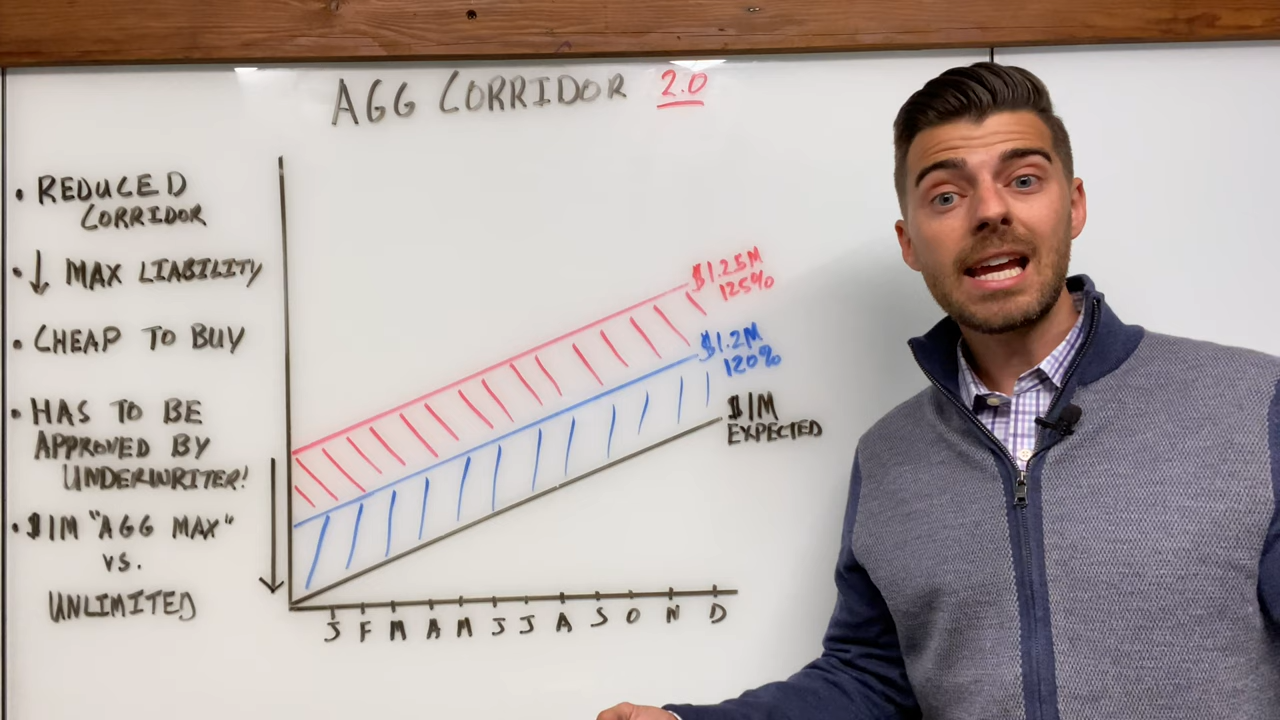 AGG CORRIDOR 2.0
• REDUCED
CORRIDOR
• ↓ MAX LIABILITY
• CHEAP TO BUY
• HAS TO BE
APPROVED BY
UNDERWRITER!
• $1M "AGG MAX"
VS.
UNLIMITED
$1.25M
125%
$1.2M
120%
$1M
EXPECTED
J F M A M J J A S O N D